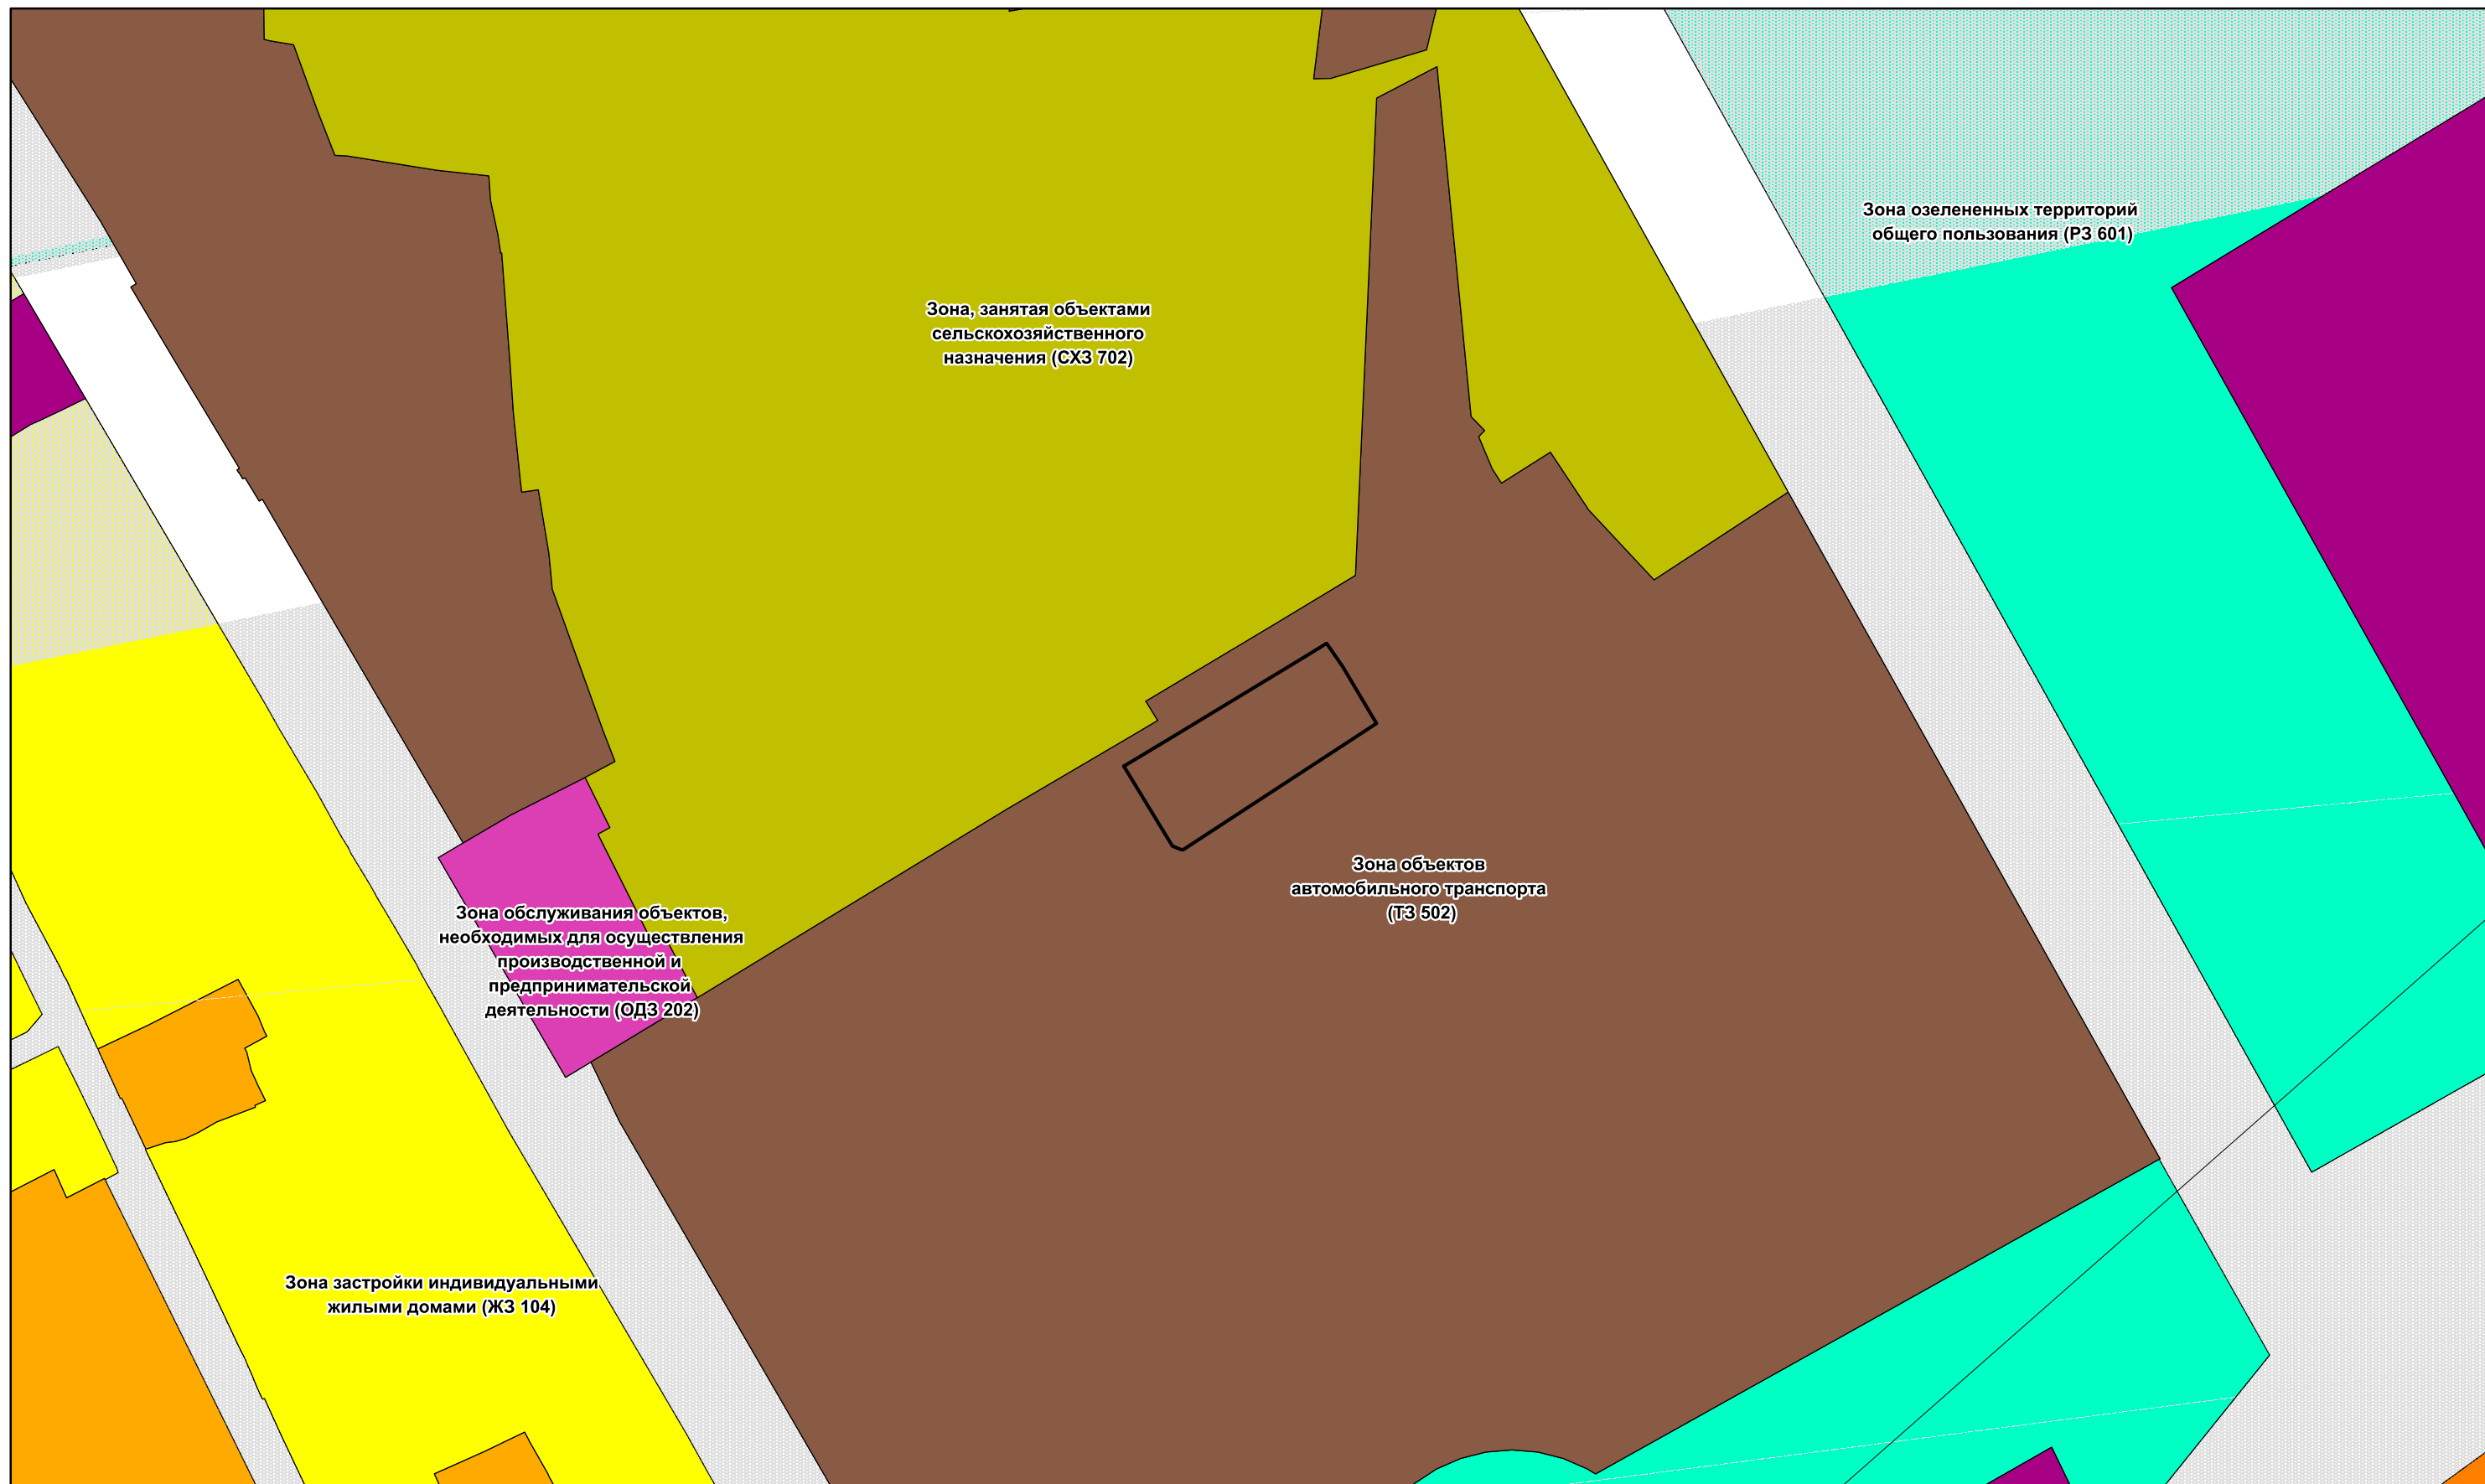 Зона озелененных территорий
общего пользования (РЗ 601)
Зона, занятая объектами
сельскохозяйственного
назначения (СХЗ 702)
Зона объектов
автомобильного транспорта
(ТЗ 502)
Зона обслуживания объектов,
необходимых для осуществления
производственной и
предпринимательской
деятельности (ОДЗ 202)
Зона застройки индивидуальными
жилыми домами (ЖЗ 104)